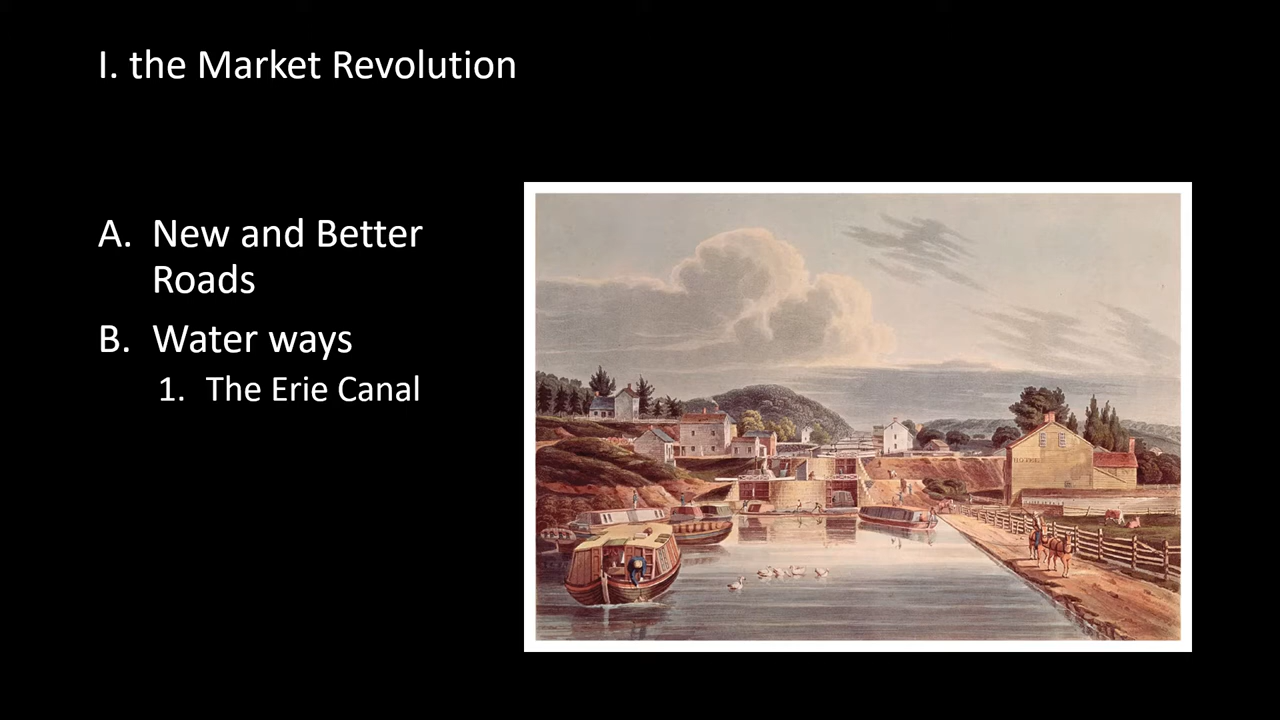 I. the Market Revolution
A. New and Better
Roads
B. Water ways
1. The Erie Canal